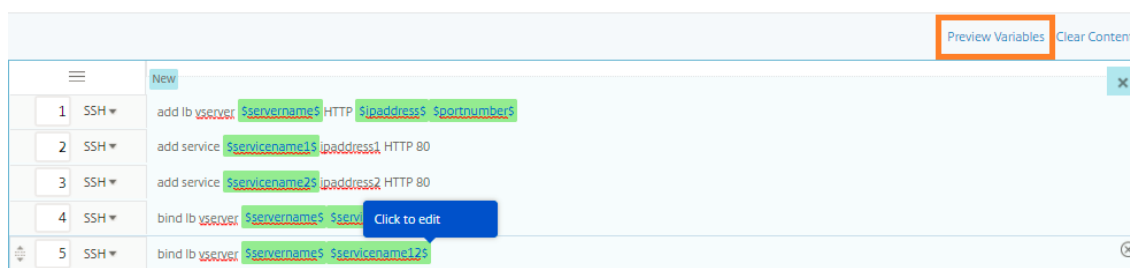 Preview Variables Clear Content
New
1 SSH add lb vserver $servername$ HTTP $ipaddress$ $portnumber$
2 SSH add service $servicename1$ ipaddress1 HTTP 80
3 SSH add service $servicename2$ ipaddress2 HTTP 80
4 SSH bind lb vserver $servername$ Click to edit
5 SSH bind lb vserver $servername$ $servicename12$